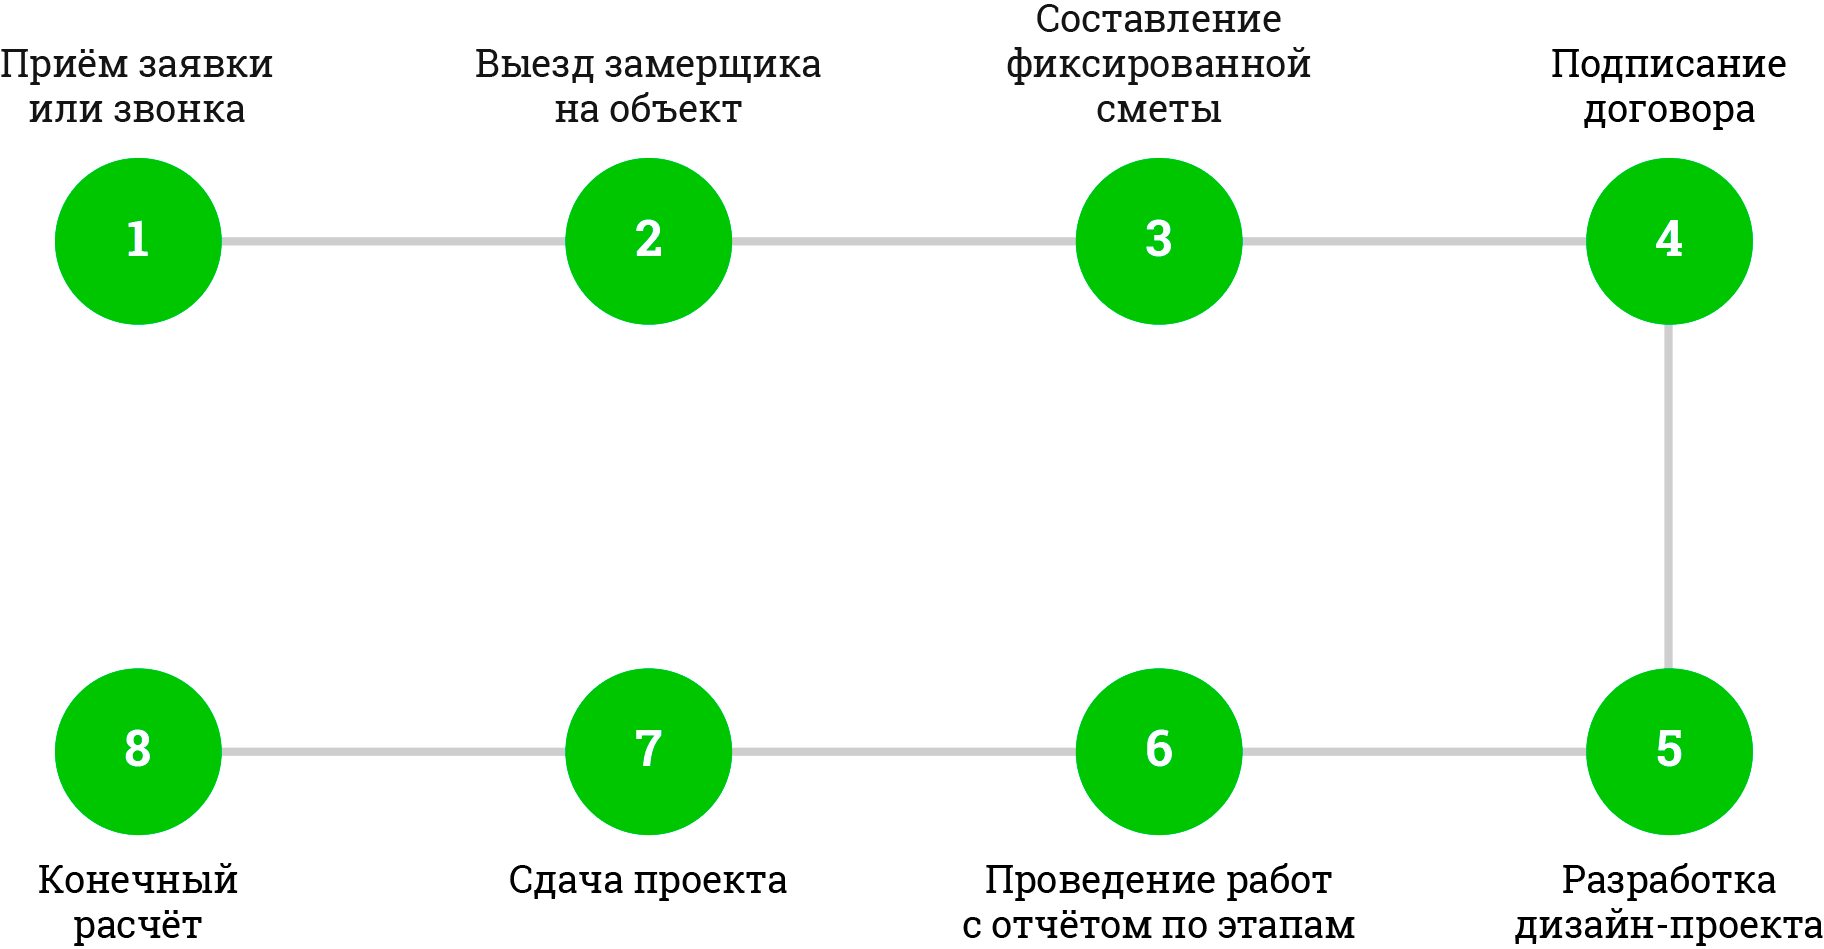 Приём заявки
или звонка
Выезд замерщика
на объект
Составление
фиксированной
сметы
Подписание
договора
1
2
3
4
8
7
6
5
Конечный
расчёт
Сдача проекта
Проведение работ
с отчётом по этапам
Разработка
дизайн-проекта